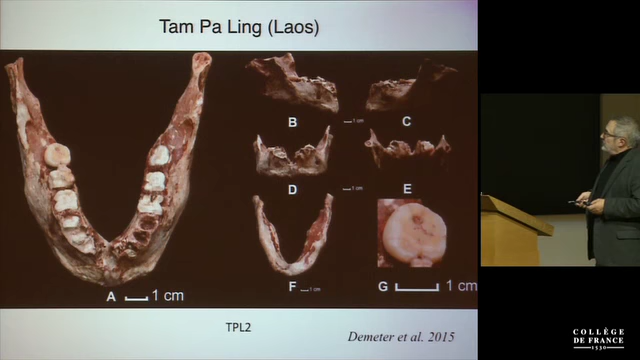 Tam Pa Ling (Laos)
B 1 cm
C
D 1 cm
E
A 1 cm
F 1 cm
G 1 cm
TPL2
Demeter et al. 2015
COLLÈGE
DE FRANCE
1530